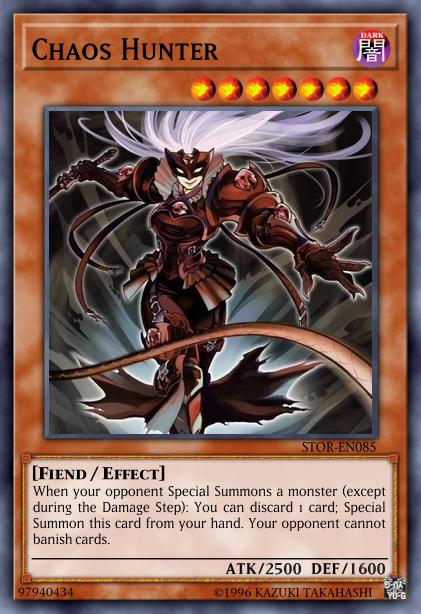 CHAOS HUNTER
DARK
闇
STOR-EN085
[FIEND / EFFECT]
When your opponent Special Summons a monster (except
during the Damage Step): You can discard 1 card; Special
Summon this card from your hand. Your opponent cannot
banish cards.
ATK/2500 DEF/1600
97940434
©1996 KAZUKI TAKAHASHI